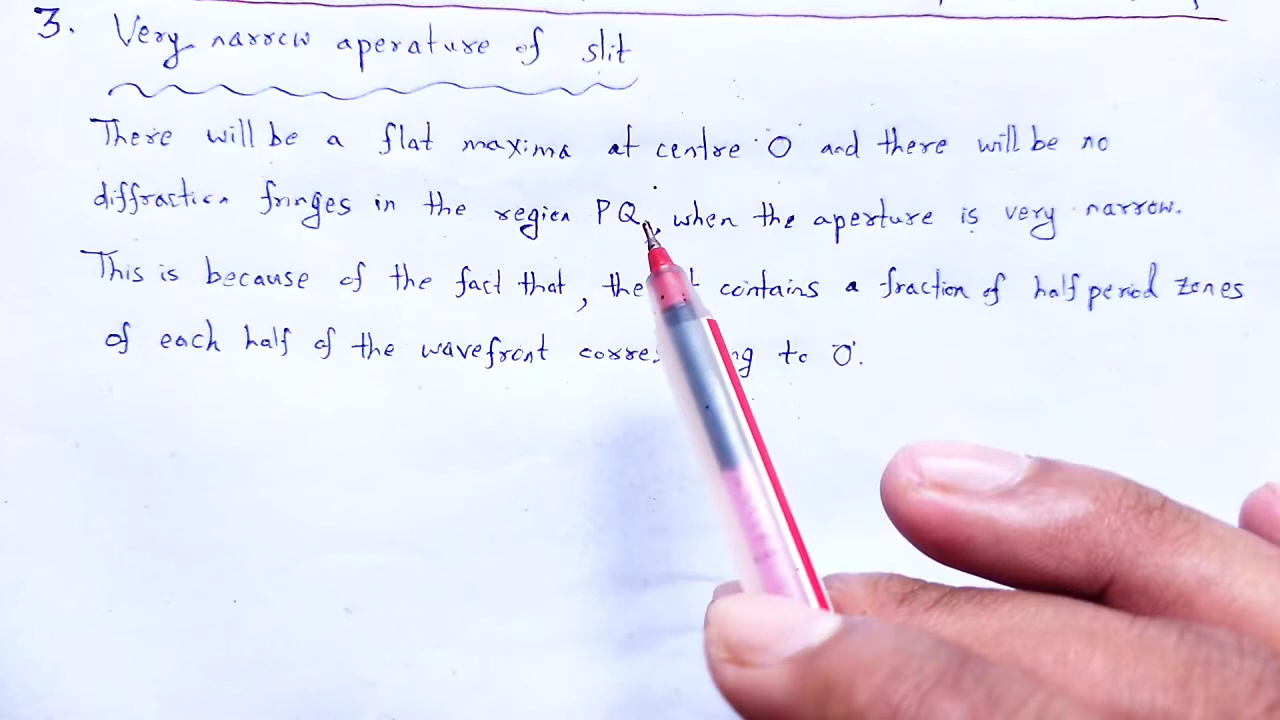 3. Very narrow aperature of slit
There will be a flat maxima at centre O and there will be no
diffraction fringes in the region PQ, when the aperture is very narrow.
This is because of the fact that, the contains a fraction of half period zones
of each half of the wavefront to O.